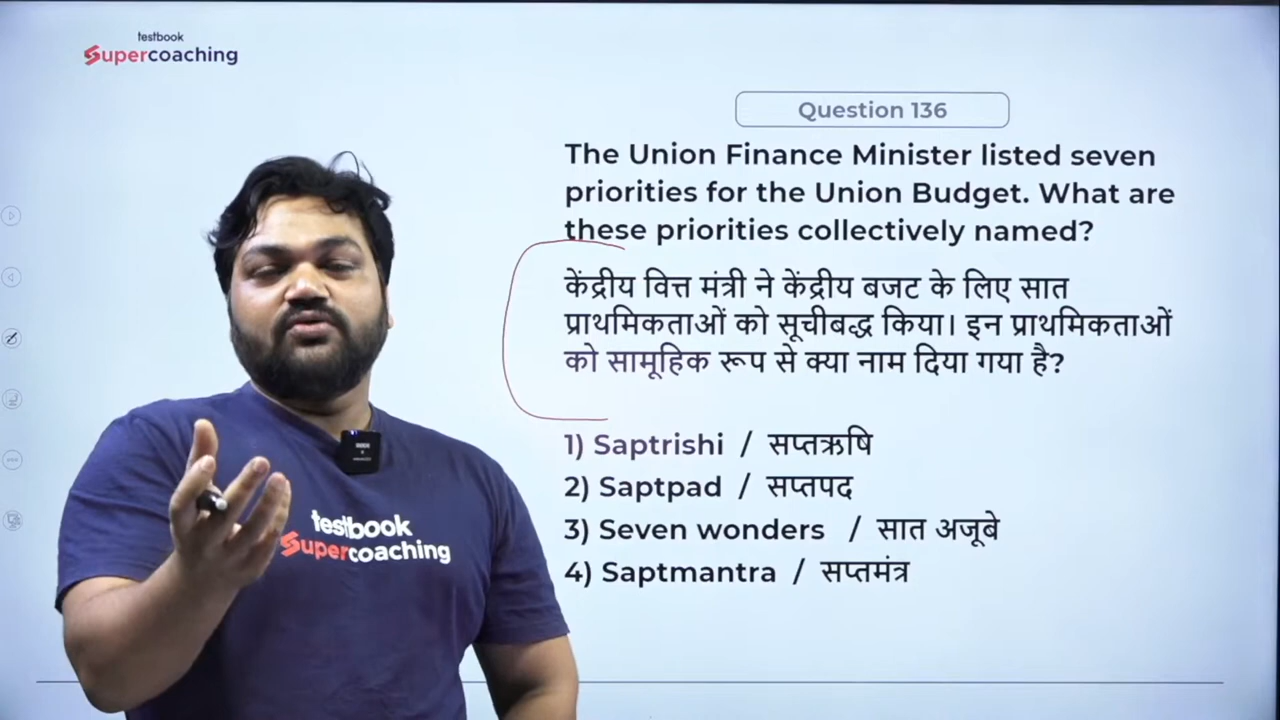 testbook
Supercoaching
Question 136
The Union Finance Minister listed seven
priorities for the Union Budget. What are
these priorities collectively named?
केंद्रीय वित्त मंत्री ने केंद्रीय बजट के लिए सात
प्राथमिकताओं को सूचीबद्ध किया। इन प्राथमिकताओं
को सामूहिक रूप से क्या नाम दिया गया है?
1) Saptrishi / सप्तऋषि
2) Saptpad / सप्तपद
3) Seven wonders / सात अजूबे
4) Saptmantra / सप्तमंत्र
testbook
Supercoaching